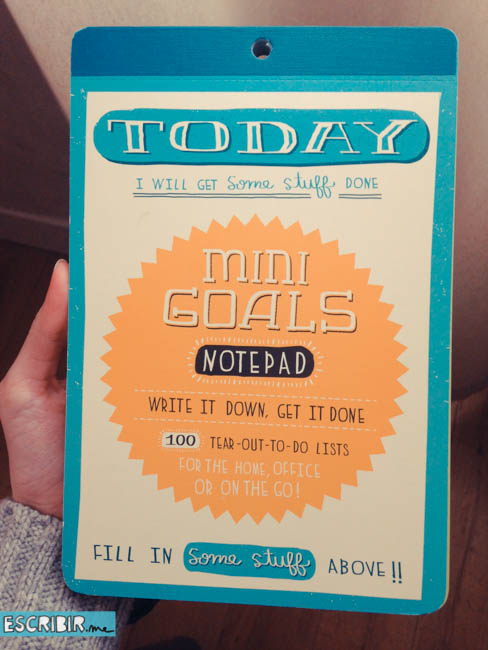 TODAY
I WILL GET some stuff DONE
MINI
GOALS
NOTEPAD
WRITE IT DOWN, GET IT DONE
100 TEAR-OUT-TO-DO LISTS
FOR THE HOME, OFFICE
OR ON THE GO!
FILL IN some stuff ABOVE!!
ESCRIBIR.me